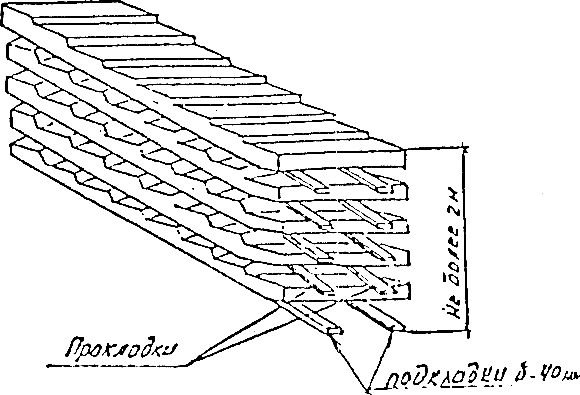 Не более 2 м
Прокладки
подкладки δ-40мм